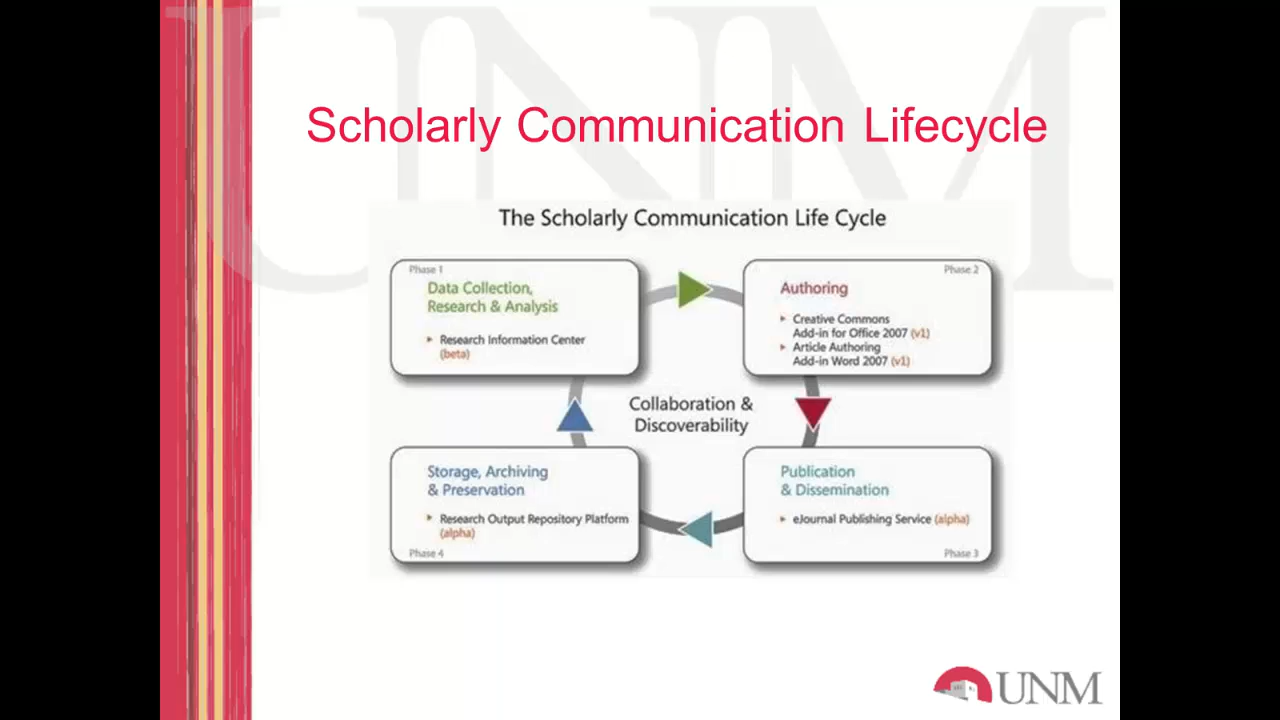 Scholarly Communication Lifecycle
The Scholarly Communication Life Cycle
Phase 1
Data Collection,
Research & Analysis
Research Information Center
(beta)
Phase 2
Authoring
Creative Commons
Add-in for Office 2007 (v1)
Article Authoring
Add-in Word 2007 (v1)
Collaboration &
Discoverability
Storage, Archiving
& Preservation
Research Output Repository Platform
(alpha)
Phase 4
Publication
& Dissemination
eJournal Publishing Service (alpha)
Phase 3
UNM
UNM